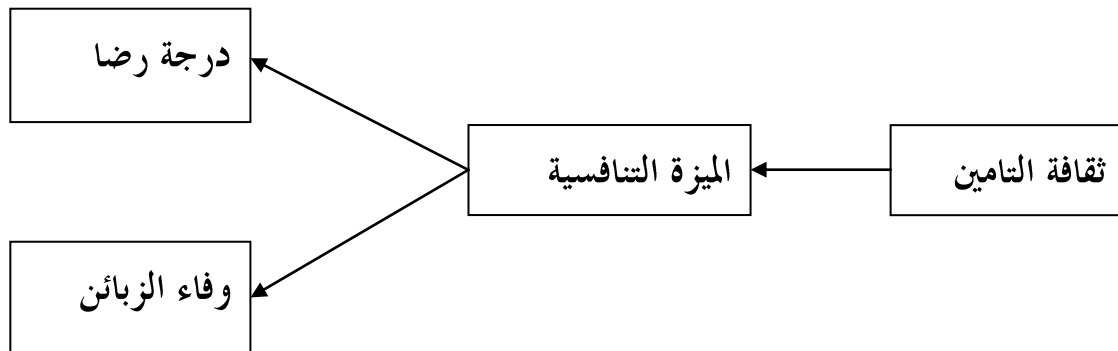 ثقافة التامين
الميزة التنافسية
درجة رضا
وفاء الزبائن